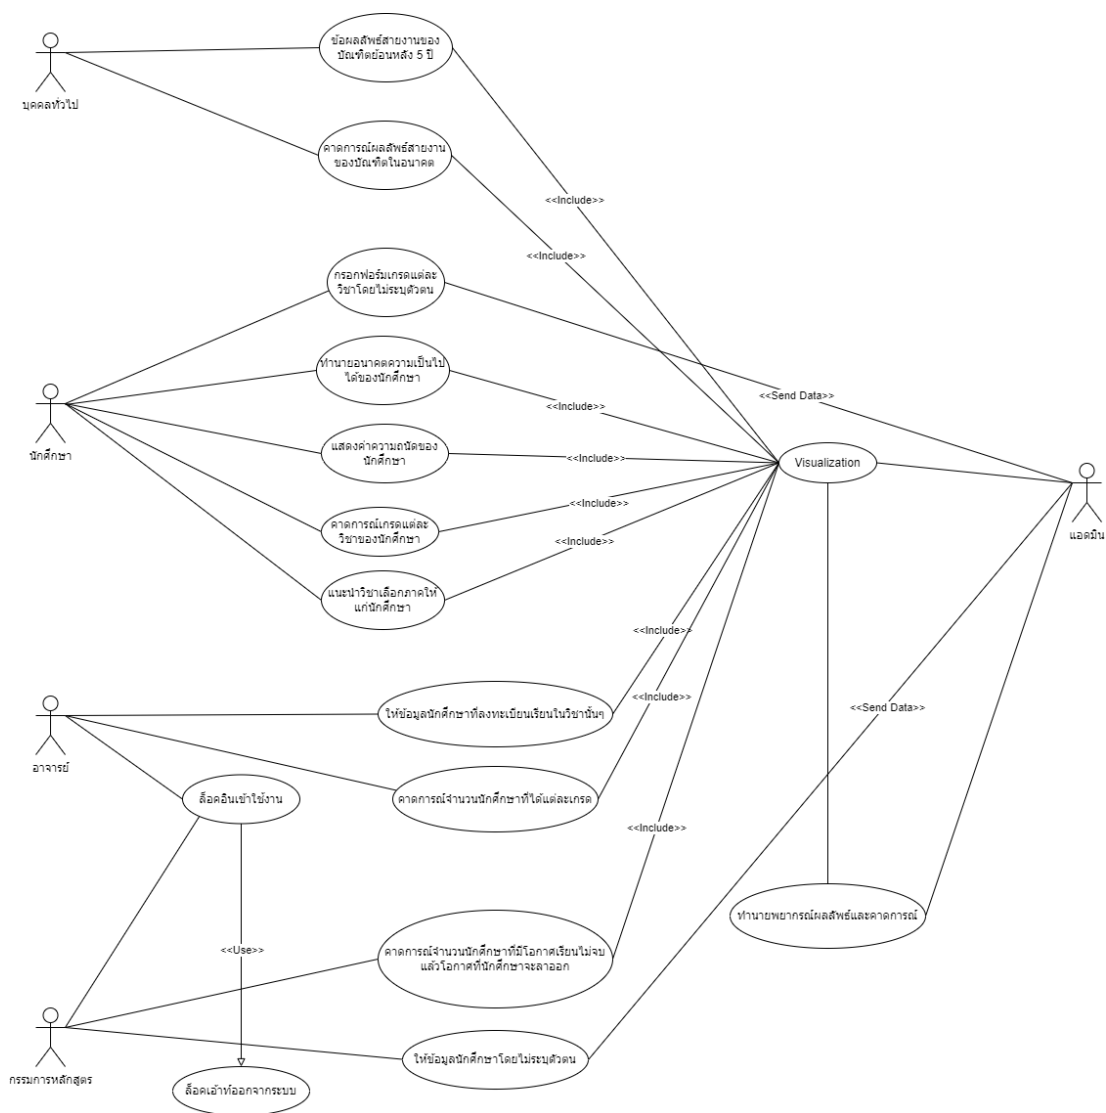 ข้อผลลัพธ์สายงานของ
บัณฑิตย้อนหลัง 5 ปี
บุคคลทั่วไป
คาดการณ์ผลลัพธ์สายงาน
ของบัณฑิตในอนาคต
<<Include>>
<<Include>>
กรอกฟอร์มเกรดแต่ละ
วิชาโดยไม่ระบุตัวตน
ทำนายอนาคตความเป็นไป
ได้ของนักศึกษา
<<Send Data>>
<<Include>>
นักศึกษา
แสดงค่าความถนัดของ
นักศึกษา
<<Include>>
Visualization
แอดมิน
คาดการณ์เกรดแต่ละ
วิชาของนักศึกษา
<<Include>>
<<Include>>
แนะนำวิชาเลือกภาคให้
แก่นักศึกษา
<<Include>>
<<Include>>
<<Send Data>>
ให้ข้อมูลนักศึกษาที่ลงทะเบียนเรียนในวิชานั้นๆ
อาจารย์
ล็อคอินเข้าใช้งาน
คาดการณ์จำนวนนักศึกษาที่ได้แต่ละเกรด
<<Include>>
ทำนายพยากรณ์ผลลัพธ์และคาดการณ์
<<Use>>
คาดการณ์จำนวนนักศึกษาที่มีโอกาศเรียนไม่จบ
แล้วโอกาศที่นักศึกษาจะลาออก
กรรมการหลักสูตร
ให้ข้อมูลนักศึกษาโดยไม่ระบุตัวตน
ล็อคเอ้าท์ออกจากระบบ